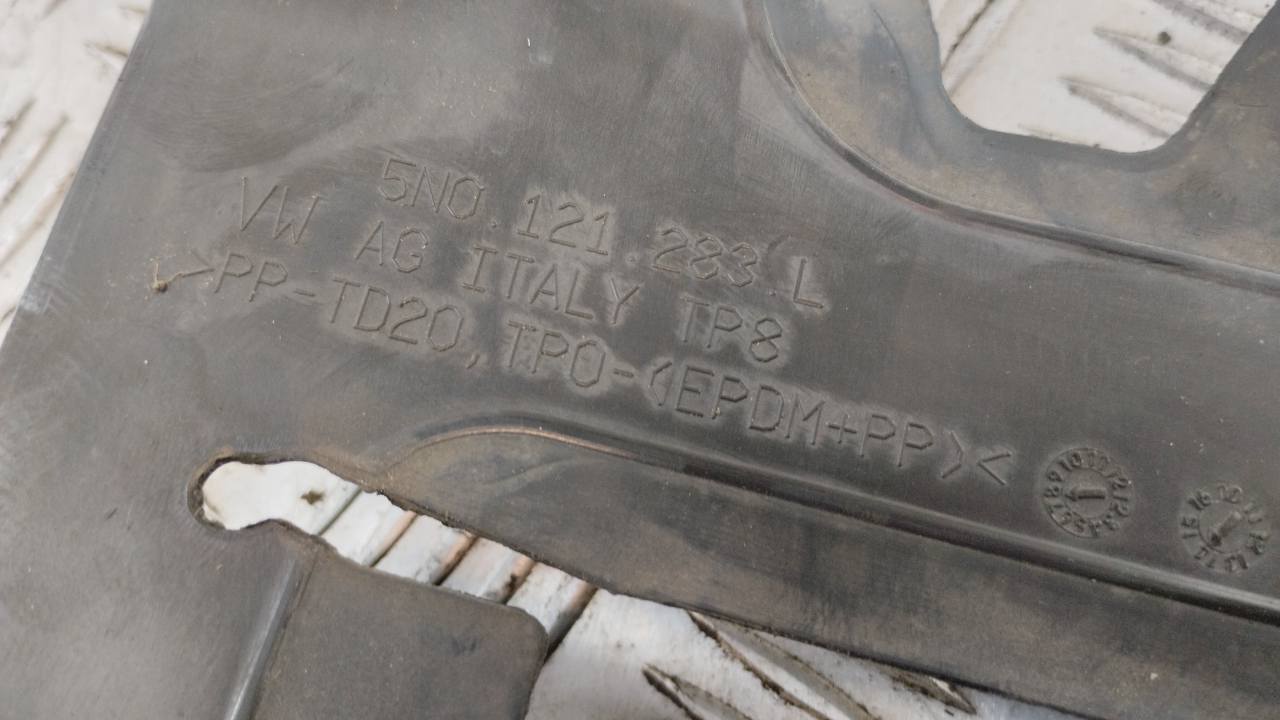 5N0.121.283.L
VW AG ITALY TP8
>PP-TD20,TPO-(EPDM+PP)<